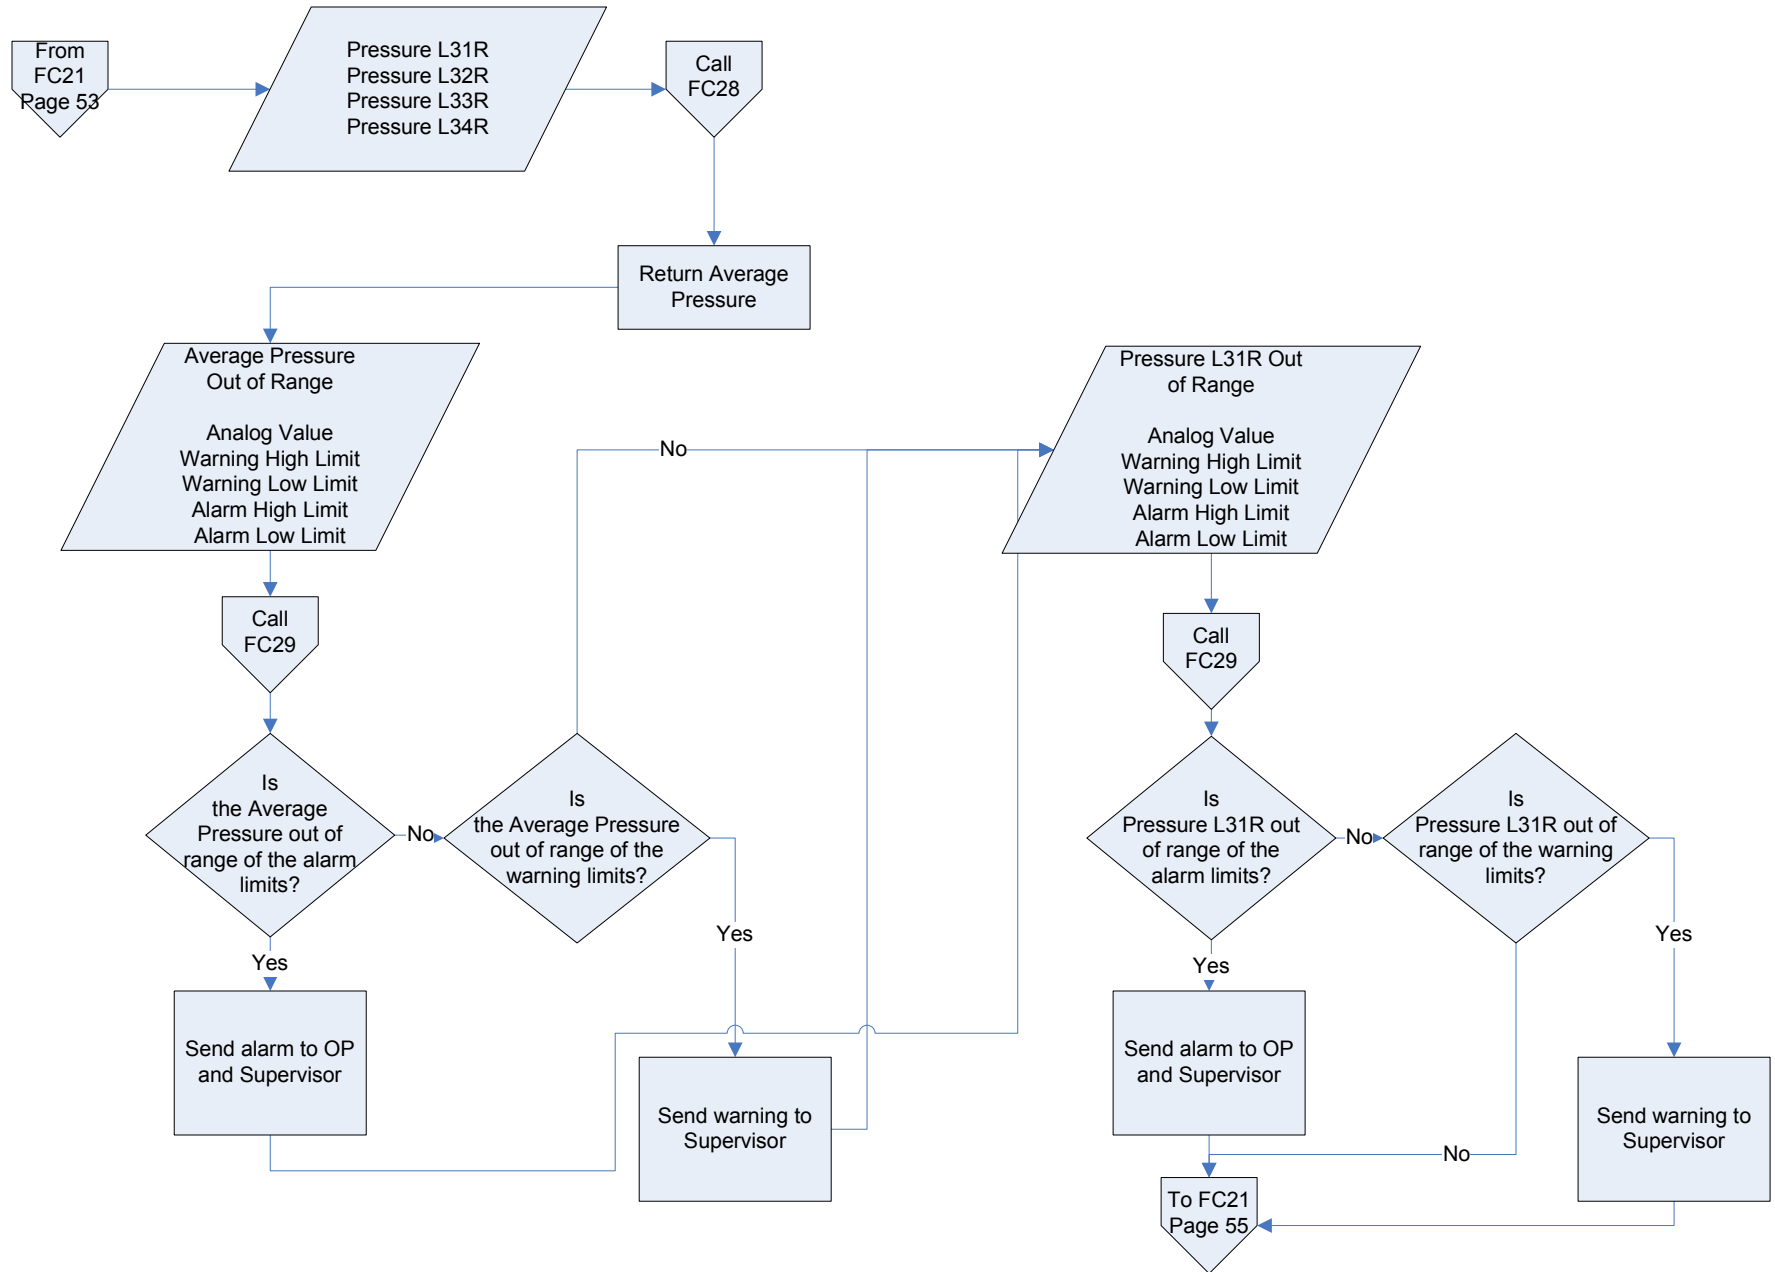 From
FC21
Page 53
Pressure L31R
Pressure L32R
Pressure L33R
Pressure L34R
Call
FC28
Return Average
Pressure
Average Pressure
Out of Range
Analog Value
Warning High Limit
Warning Low Limit
Alarm High Limit
Alarm Low Limit
Call
FC29
Is
the Average
Pressure out of
range of the alarm
limits?
No
Is
the Average Pressure
out of range of the
warning limits?
No
Yes
Yes
Send alarm to OP
and Supervisor
Send warning to
Supervisor
Pressure L31R Out
of Range
Analog Value
Warning High Limit
Warning Low Limit
Alarm High Limit
Alarm Low Limit
Call
FC29
Is
Pressure L31R out
of range of the
alarm limits?
No
Is
Pressure L31R out of
range of the warning
limits?
Yes
Yes
Send alarm to OP
and Supervisor
Send warning to
Supervisor
No
To FC21
Page 55